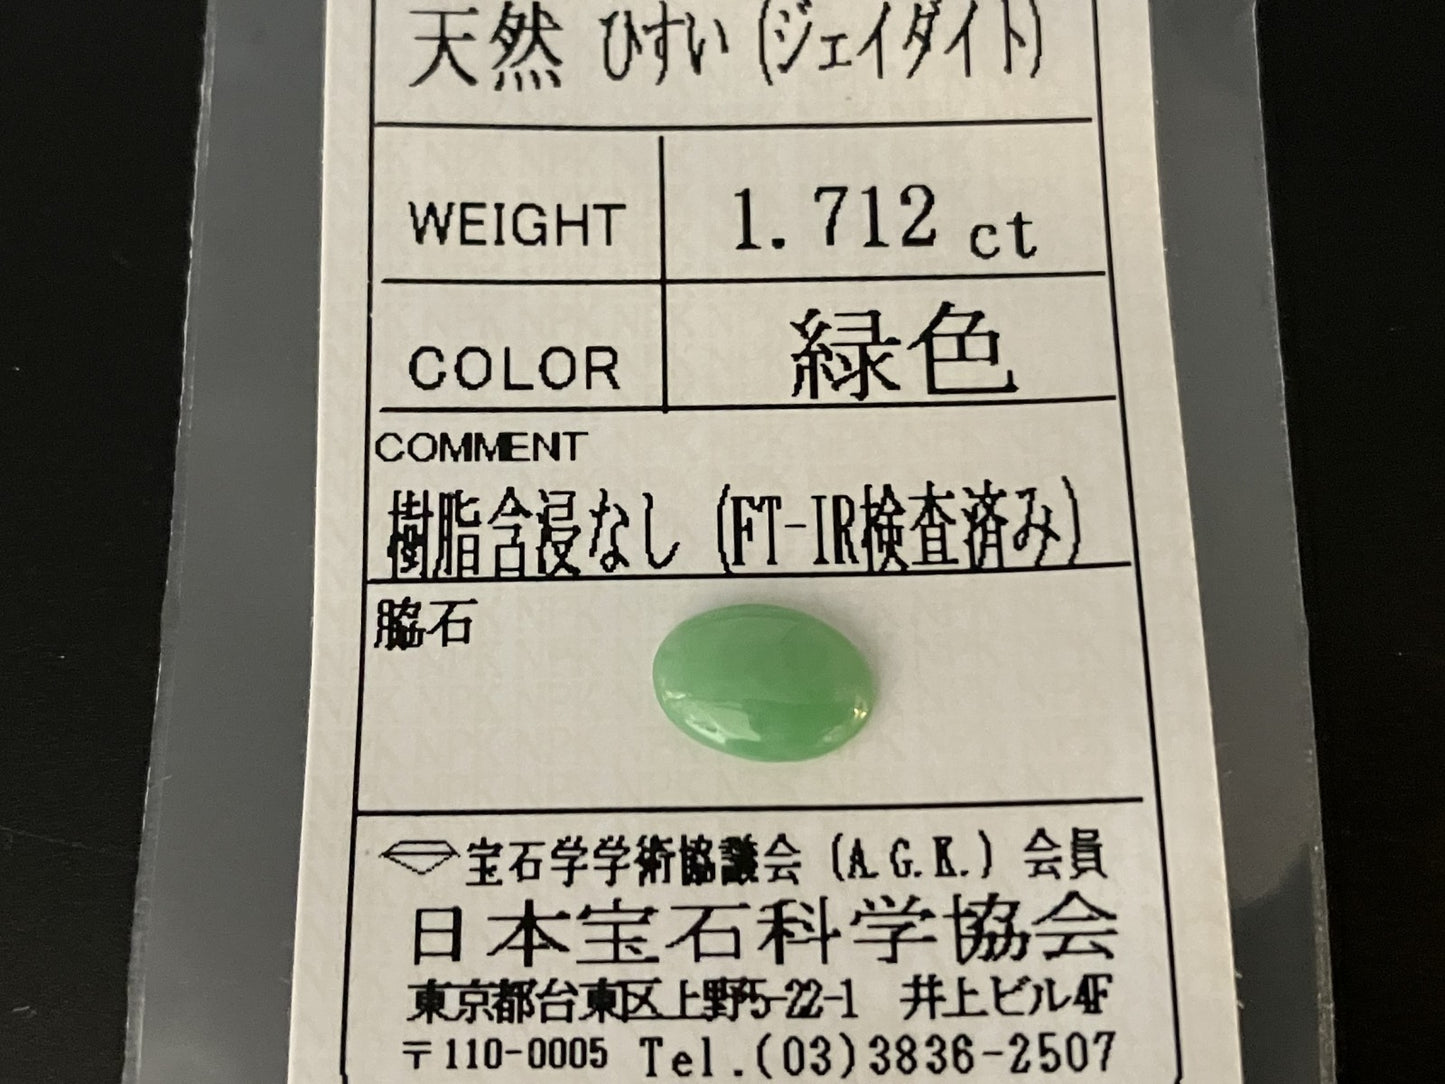 天然 ひすい (ジェイダイト)
WEIGHT 1.712 ct
COLOR 緑色
COMMENT
樹脂含浸なし (FT-IR検査済み)
脇石
宝石学学術協議会 (A.G.K.) 会員
日本宝石科学協会
東京都台東区上野5-22-1 井上ビル4F
〒110-0005 Tel.(03)3836-2507